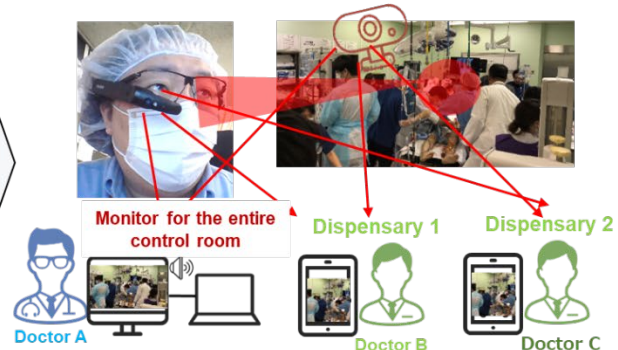 Monitor for the entire
control room
Dispensary 1
Dispensary 2
Doctor A
Doctor B
Doctor C